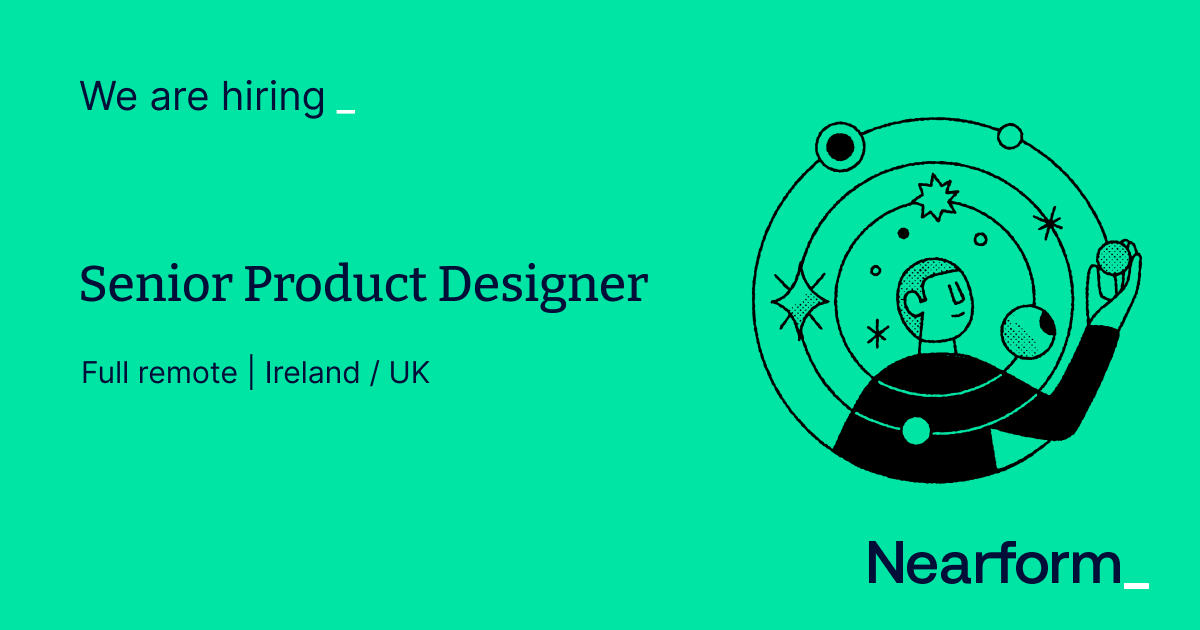 We are hiring _
Senior Product Designer
Full remote | Ireland / UK
Nearform_